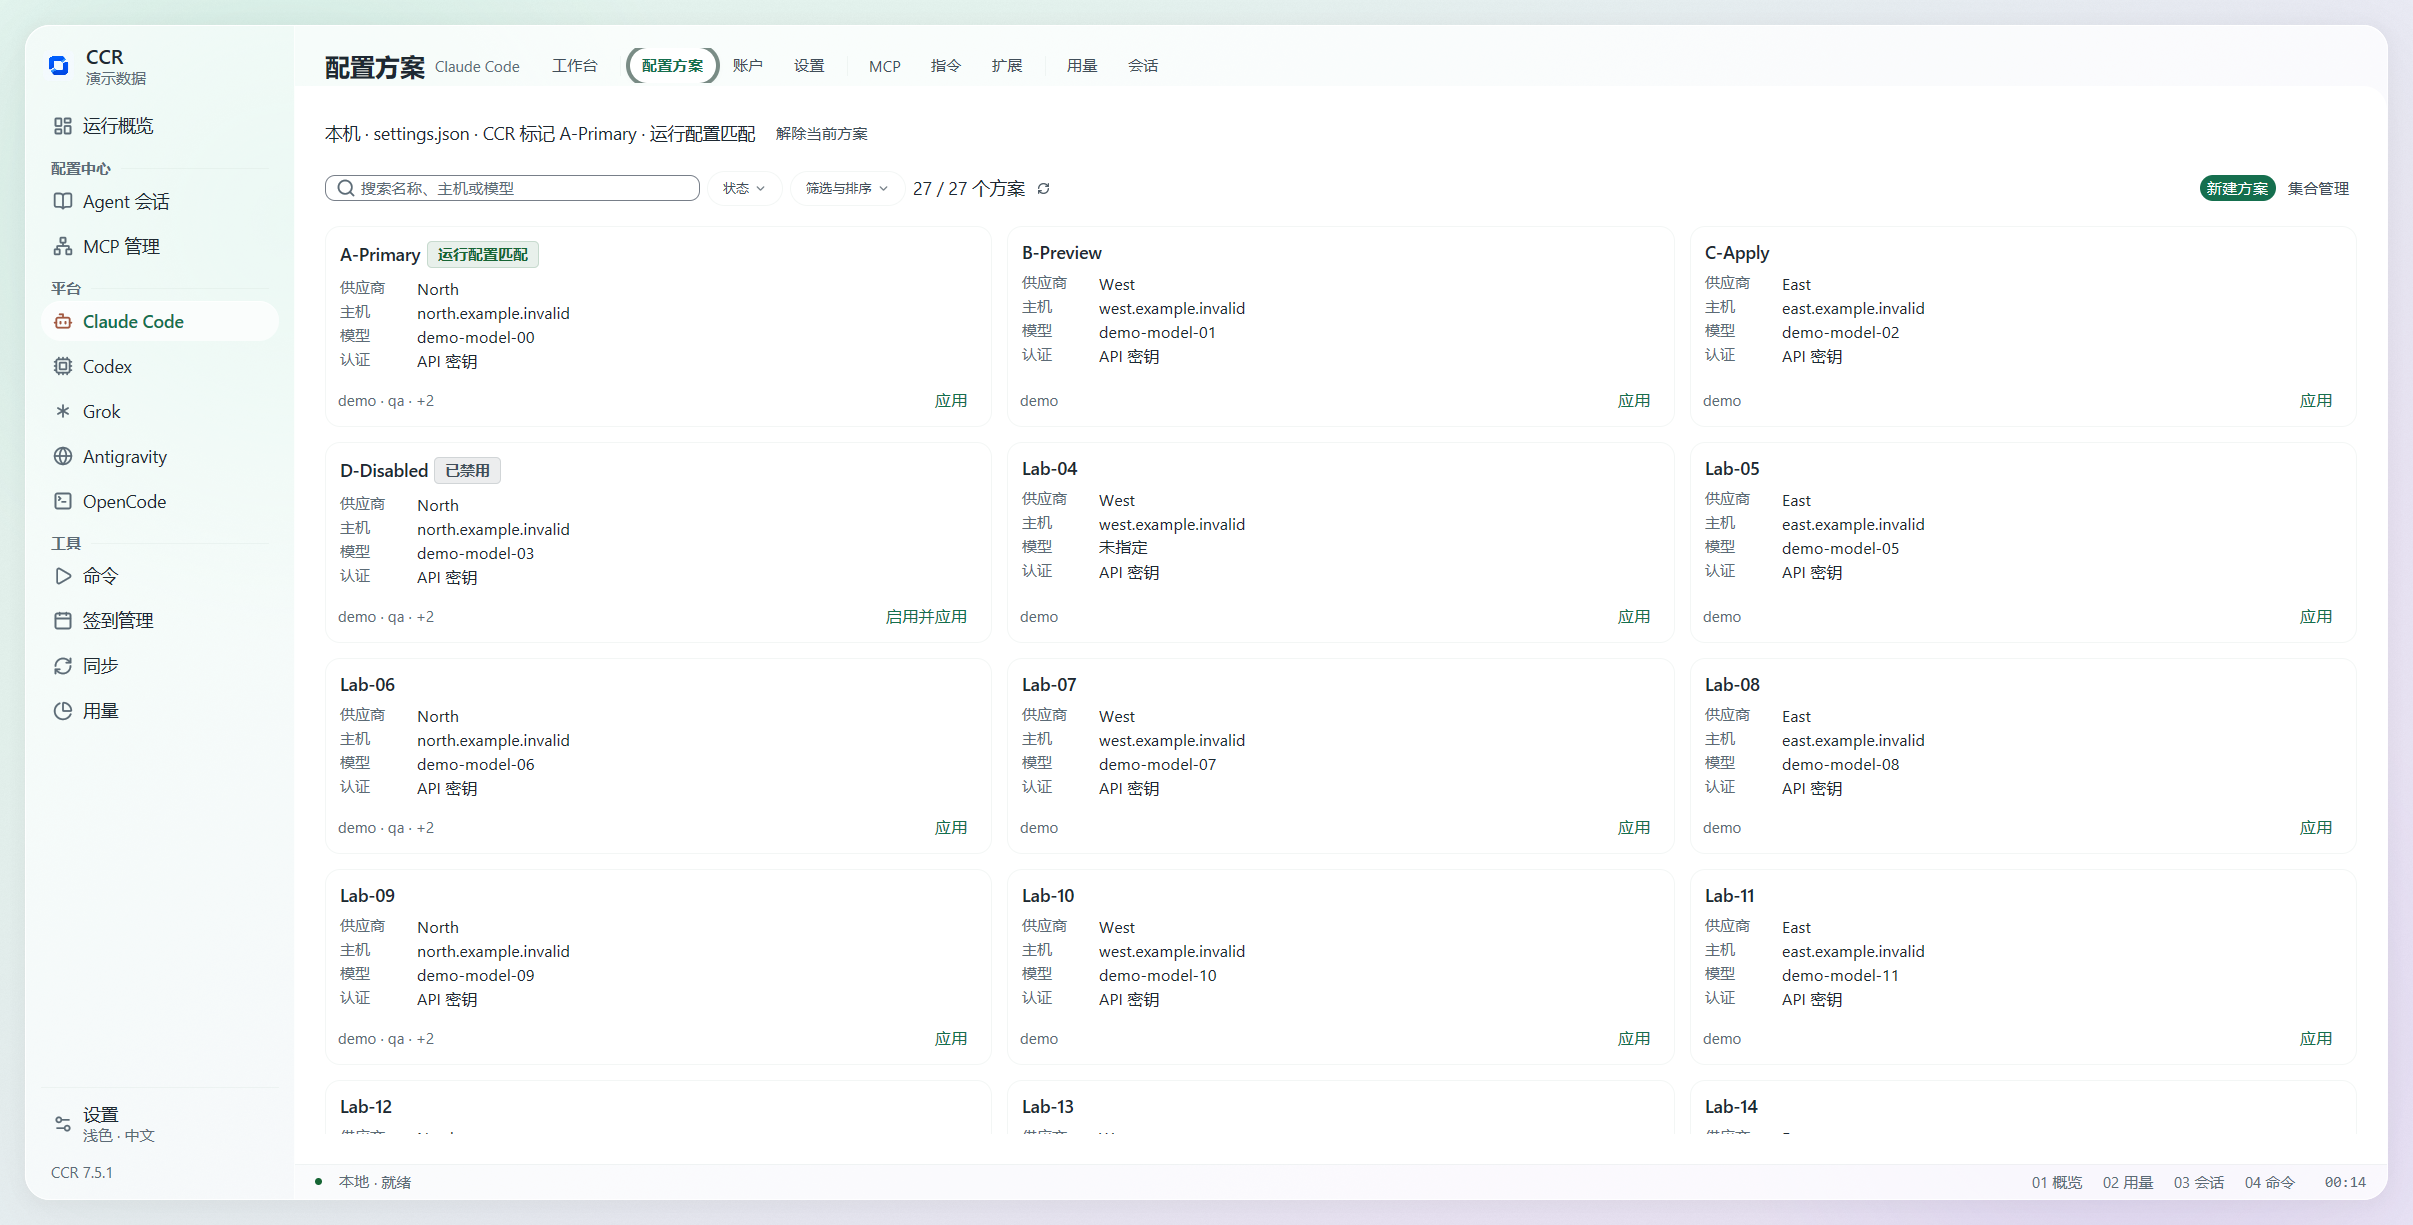 CCR
演示数据
运行概览
配置中心
Agent 会话
MCP 管理
平台
Claude Code
Codex
Grok
Antigravity
OpenCode
工具
命令
签到管理
同步
用量
设置
浅色 · 中文
CCR 7.5.1
配置方案 Claude Code 工作台 配置方案 账户 设置 MCP 指令 扩展 用量 会话
本机 · settings.json · CCR 标记 A-Primary · 运行配置匹配 解除当前方案
搜索名称、主机或模型 状态 筛选与排序 27 / 27 个方案 新建方案 集合管理
A-Primary 运行配置匹配
供应商 North
主机 north.example.invalid
模型 demo-model-00
认证 API 密钥
demo · qa · +2 应用
B-Preview
供应商 West
主机 west.example.invalid
模型 demo-model-01
认证 API 密钥
demo 应用
C-Apply
供应商 East
主机 east.example.invalid
模型 demo-model-02
认证 API 密钥
demo 应用
D-Disabled 已禁用
供应商 North
主机 north.example.invalid
模型 demo-model-03
认证 API 密钥
demo · qa · +2 启用并应用
Lab-04
供应商 West
主机 west.example.invalid
模型 未指定
认证 API 密钥
demo 应用
Lab-05
供应商 East
主机 east.example.invalid
模型 demo-model-05
认证 API 密钥
demo 应用
Lab-06
供应商 North
主机 north.example.invalid
模型 demo-model-06
认证 API 密钥
demo · qa · +2 应用
Lab-07
供应商 West
主机 west.example.invalid
模型 demo-model-07
认证 API 密钥
demo 应用
Lab-08
供应商 East
主机 east.example.invalid
模型 demo-model-08
认证 API 密钥
demo 应用
Lab-09
供应商 North
主机 north.example.invalid
模型 demo-model-09
认证 API 密钥
demo · qa · +2 应用
Lab-10
供应商 West
主机 west.example.invalid
模型 demo-model-10
认证 API 密钥
demo 应用
Lab-11
供应商 East
主机 east.example.invalid
模型 demo-model-11
认证 API 密钥
demo 应用
Lab-12
Lab-13
Lab-14
本地 · 就绪 01 概览 02 用量 03 会话 04 命令 00:14